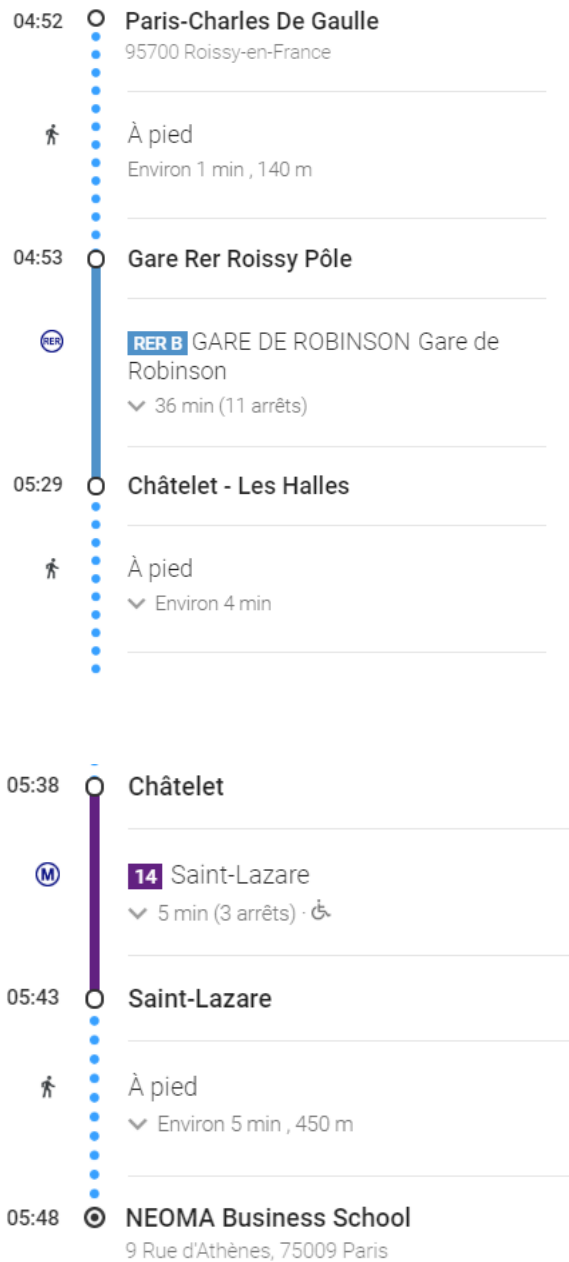 04:52 Paris-Charles De Gaulle
95700 Roissy-en-France
À pied
Environ 1 min , 140 m
04:53 Gare Rer Roissy Pôle
RER RER B GARE DE ROBINSON Gare de
Robinson
36 min (11 arrêts)
05:29 Châtelet - Les Halles
À pied
Environ 4 min
05:38 Châtelet
M 14 Saint-Lazare
5 min (3 arrêts) ·
05:43 Saint-Lazare
À pied
Environ 5 min , 450 m
05:48 NEOMA Business School
9 Rue d'Athènes, 75009 Paris